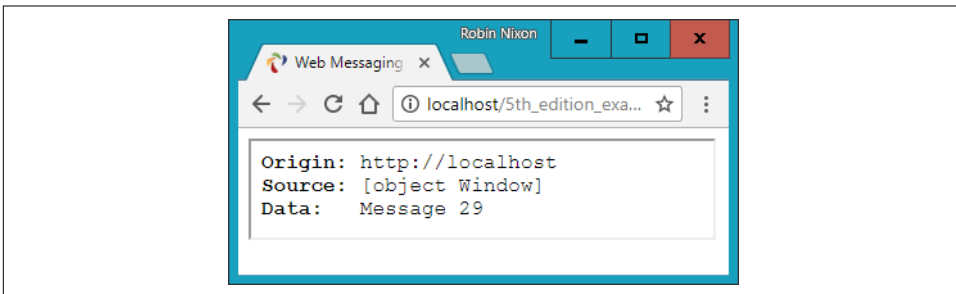 Robin Nixon
Web Messaging
localhost/5th_edition_exa...
Origin: http://localhost
Source: [object Window]
Data: Message 29